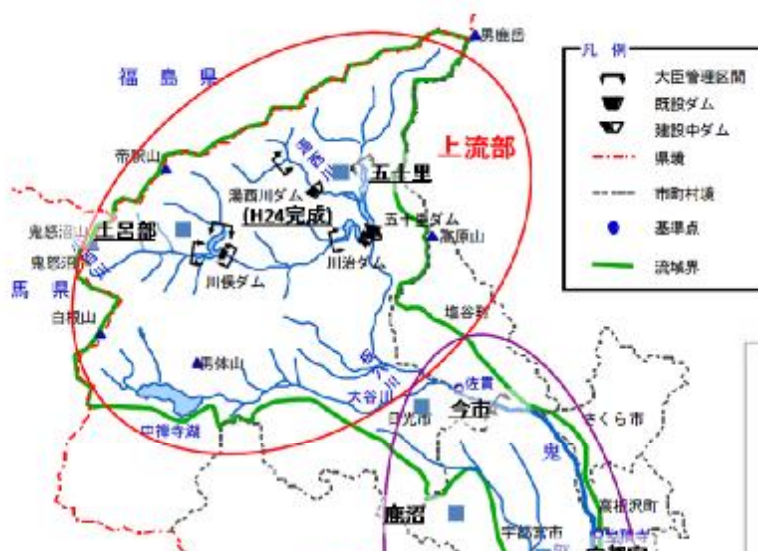 男鹿岳
福島県
上流部
帝釈山
五十里
湯西川ダム
(H24完成)
土呂部
五十里ダム
高原山
鬼怒沼山
川治ダム
川俣ダム
馬県
白根山
塩谷町
男体山
大谷川
佐貫
今市
日光市
さくら市
中禅寺湖
鬼
鹿沼
高根沢町
宇都宮市
凡例
大臣管理区間
既設ダム
建設中ダム
県境
市町村境
基準点
流域界